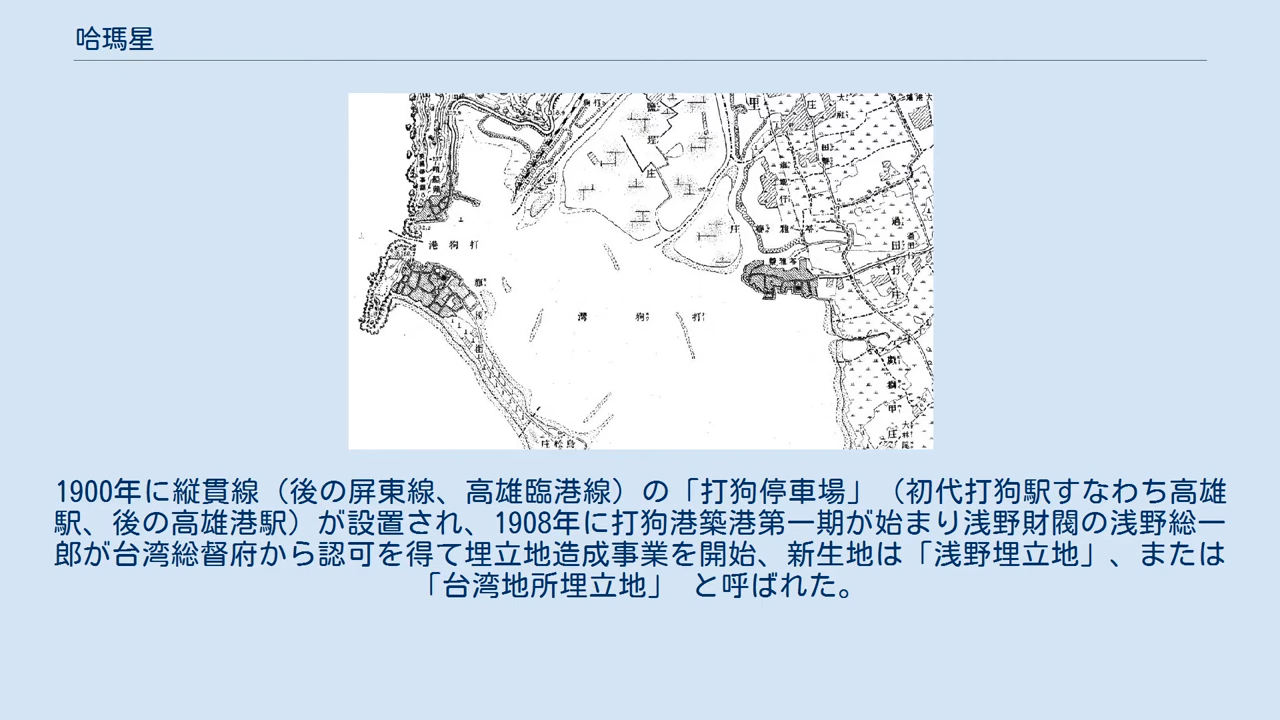 哈瑪星
港狗打
灣 狗 打
1900年に縦貫線（後の屏東線、高雄臨港線）の「打狗停車場」（初代打狗駅すなわち高雄
駅、後の高雄港駅）が設置され、1908年に打狗港築港第一期が始まり浅野財閥の浅野総一
郎が台湾総督府から認可を得て埋立地造成事業を開始、新生地は「浅野埋立地」、または
「台湾地所埋立地」 と呼ばれた。